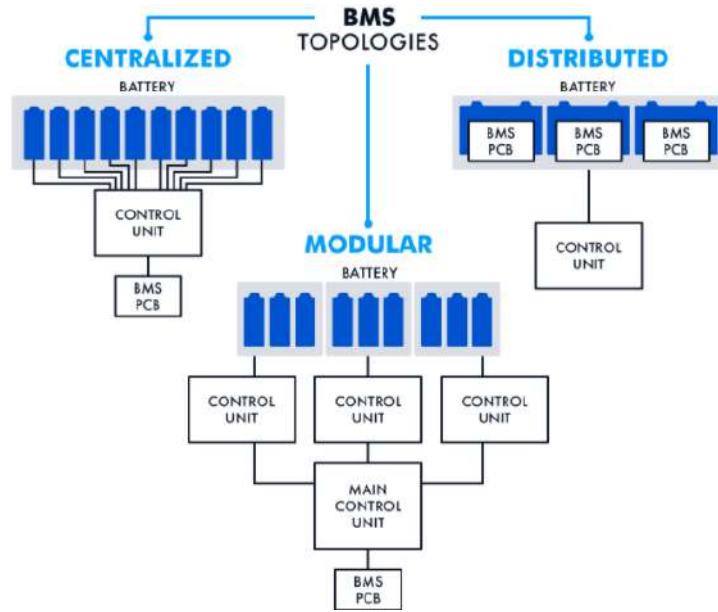 BMS
TOPOLOGIES
CENTRALIZED
BATTERY
CONTROL
UNIT
BMS
PCB
DISTRIBUTED
BATTERY
BMS
PCB
BMS
PCB
BMS
PCB
CONTROL
UNIT
MODULAR
BATTERY
CONTROL
UNIT
CONTROL
UNIT
CONTROL
UNIT
MAIN
CONTROL
UNIT
BMS
PCB